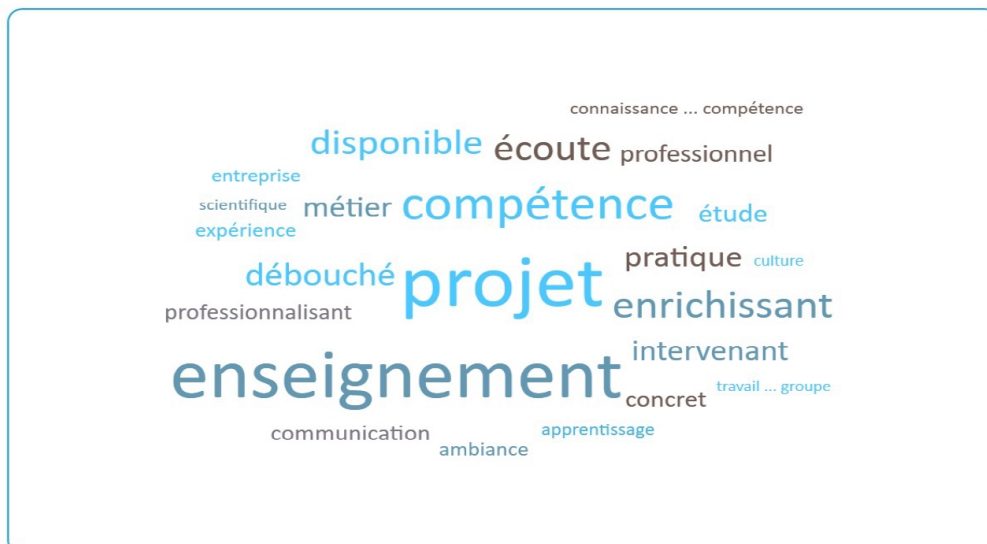 connaissance ... compétence
disponible écoute professionnel
entreprise
scientifique métier compétence étude
expérience
pratique culture
débouché projet
enrichissant
professionnalisant
intervenant
enseignement
travail ... groupe
concret
communication apprentissage
ambiance